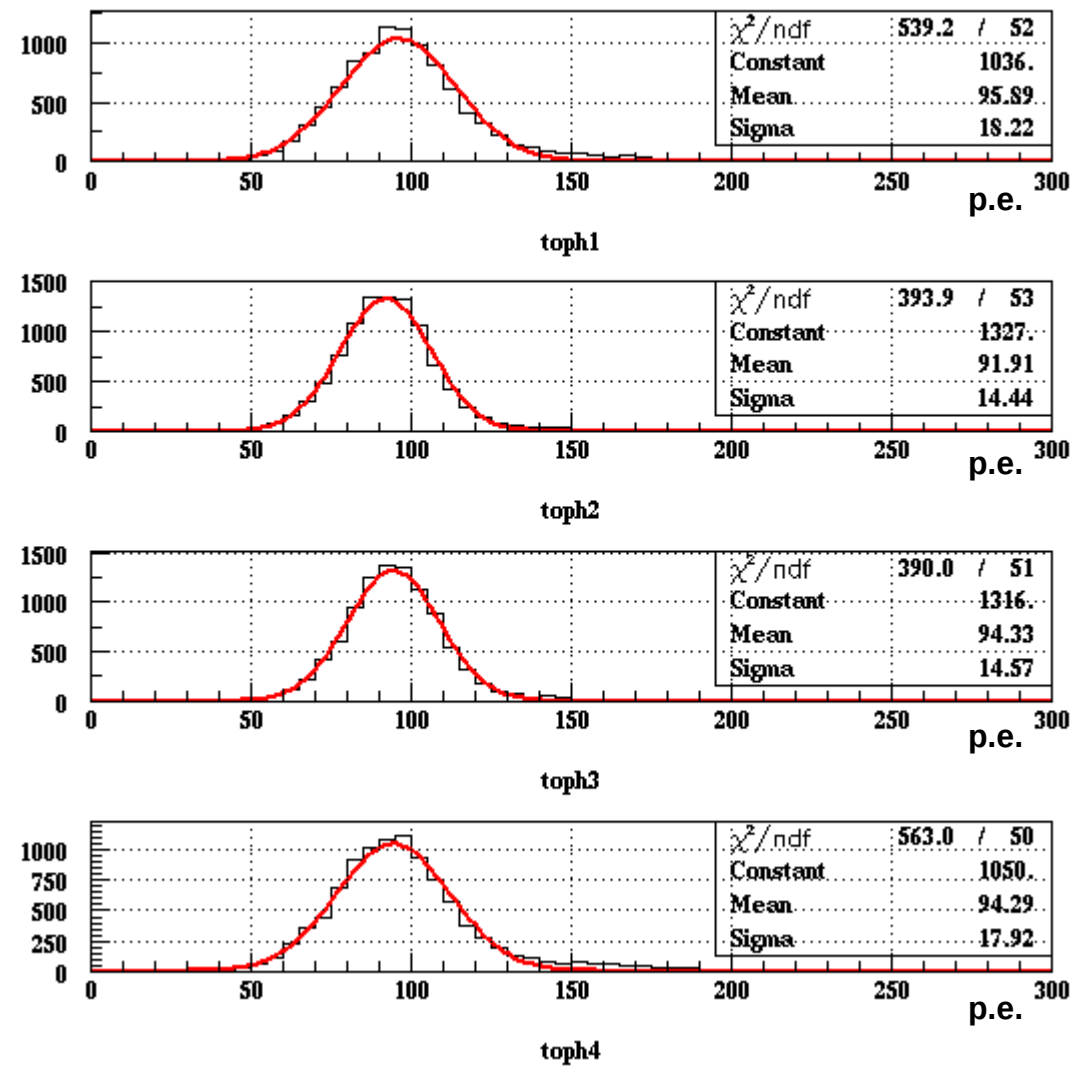 χ²/ndf 539.2 / 52
1000 Constant 1036.
500 Mean 95.89
Sigma 18.22
0
0 50 100 150 200 250 300
p.e.
toph1
1500 χ²/ndf 393.9 / 53
1000 Constant 1327.
Mean 91.91
500 Sigma 14.44
0
0 50 100 150 200 250 300
p.e.
toph2
1500 χ²/ndf 390.0 / 51
1000 Constant 1316.
Mean 94.33
500 Sigma 14.57
0
0 50 100 150 200 250 300
p.e.
toph3
χ²/ndf 563.0 / 50
1000 Constant 1050.
750
500 Mean 94.29
250 Sigma 17.92
0
0 50 100 150 200 250 300
p.e.
toph4